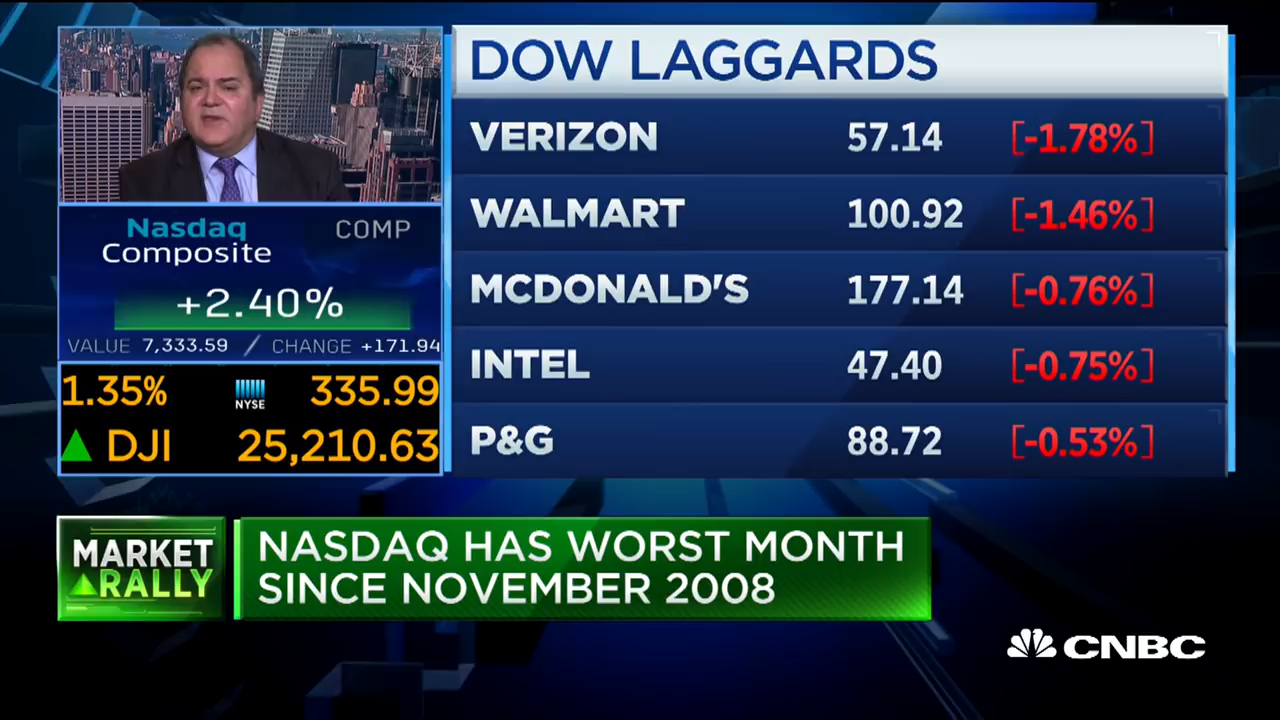 DOW LAGGARDS
VERIZON 57.14 [-1.78%]
WALMART 100.92 [-1.46%]
MCDONALD'S 177.14 [-0.76%]
INTEL 47.40 [-0.75%]
P&G 88.72 [-0.53%]
Nasdaq COMP
Composite
+2.40%
VALUE 7,333.59 / CHANGE +171.94
1.35% NYSE 335.99
DJI 25,210.63
MARKET RALLY
NASDAQ HAS WORST MONTH
SINCE NOVEMBER 2008
CNBC